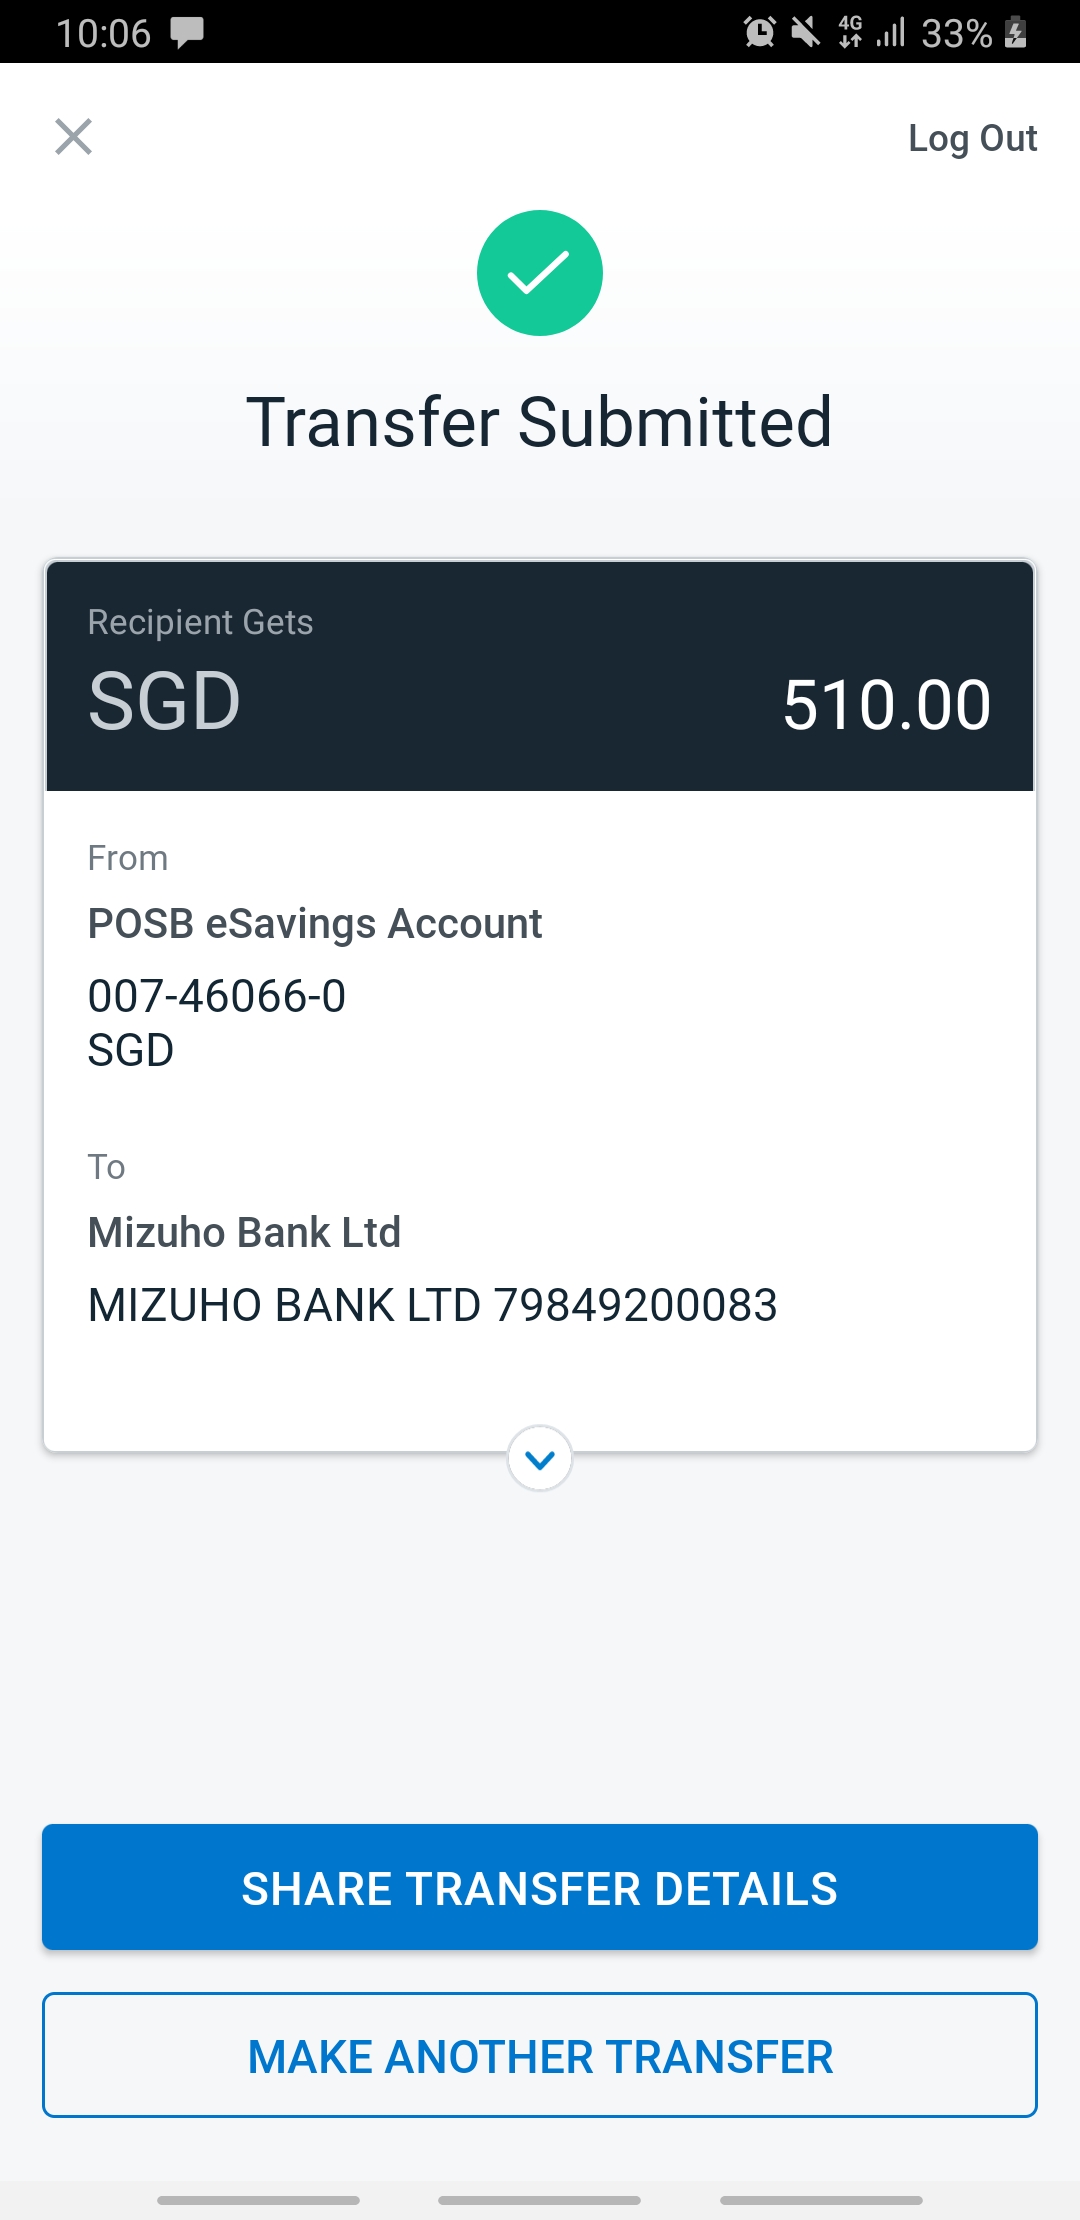 10:06
4G
33%
Log Out
Transfer Submitted
Recipient Gets
SGD 510.00
From
POSB eSavings Account
007-46066-0
SGD
To
Mizuho Bank Ltd
MIZUHO BANK LTD 79849200083
SHARE TRANSFER DETAILS
MAKE ANOTHER TRANSFER